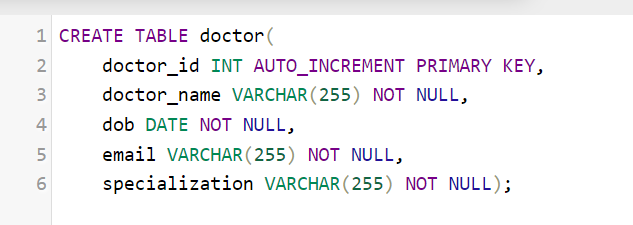 1 CREATE TABLE doctor(
2 doctor_id INT AUTO_INCREMENT PRIMARY KEY,
3 doctor_name VARCHAR(255) NOT NULL,
4 dob DATE NOT NULL,
5 email VARCHAR(255) NOT NULL,
6 specialization VARCHAR(255) NOT NULL);